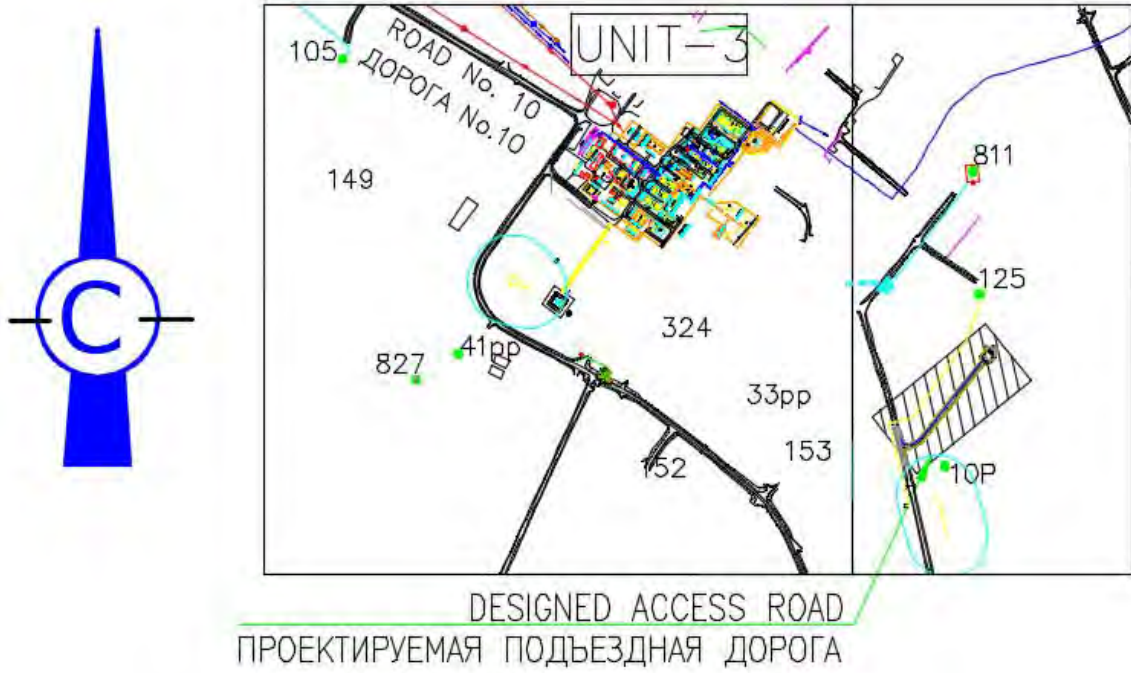 UNIT-3
105
ROAD No. 10
ДОРОГА No.10
149
811
125
324
41pp
827
33pp
153
152
10P
С
DESIGNED ACCESS ROAD
ПРОЕКТИРУЕМАЯ ПОДЪЕЗДНАЯ ДОРОГА